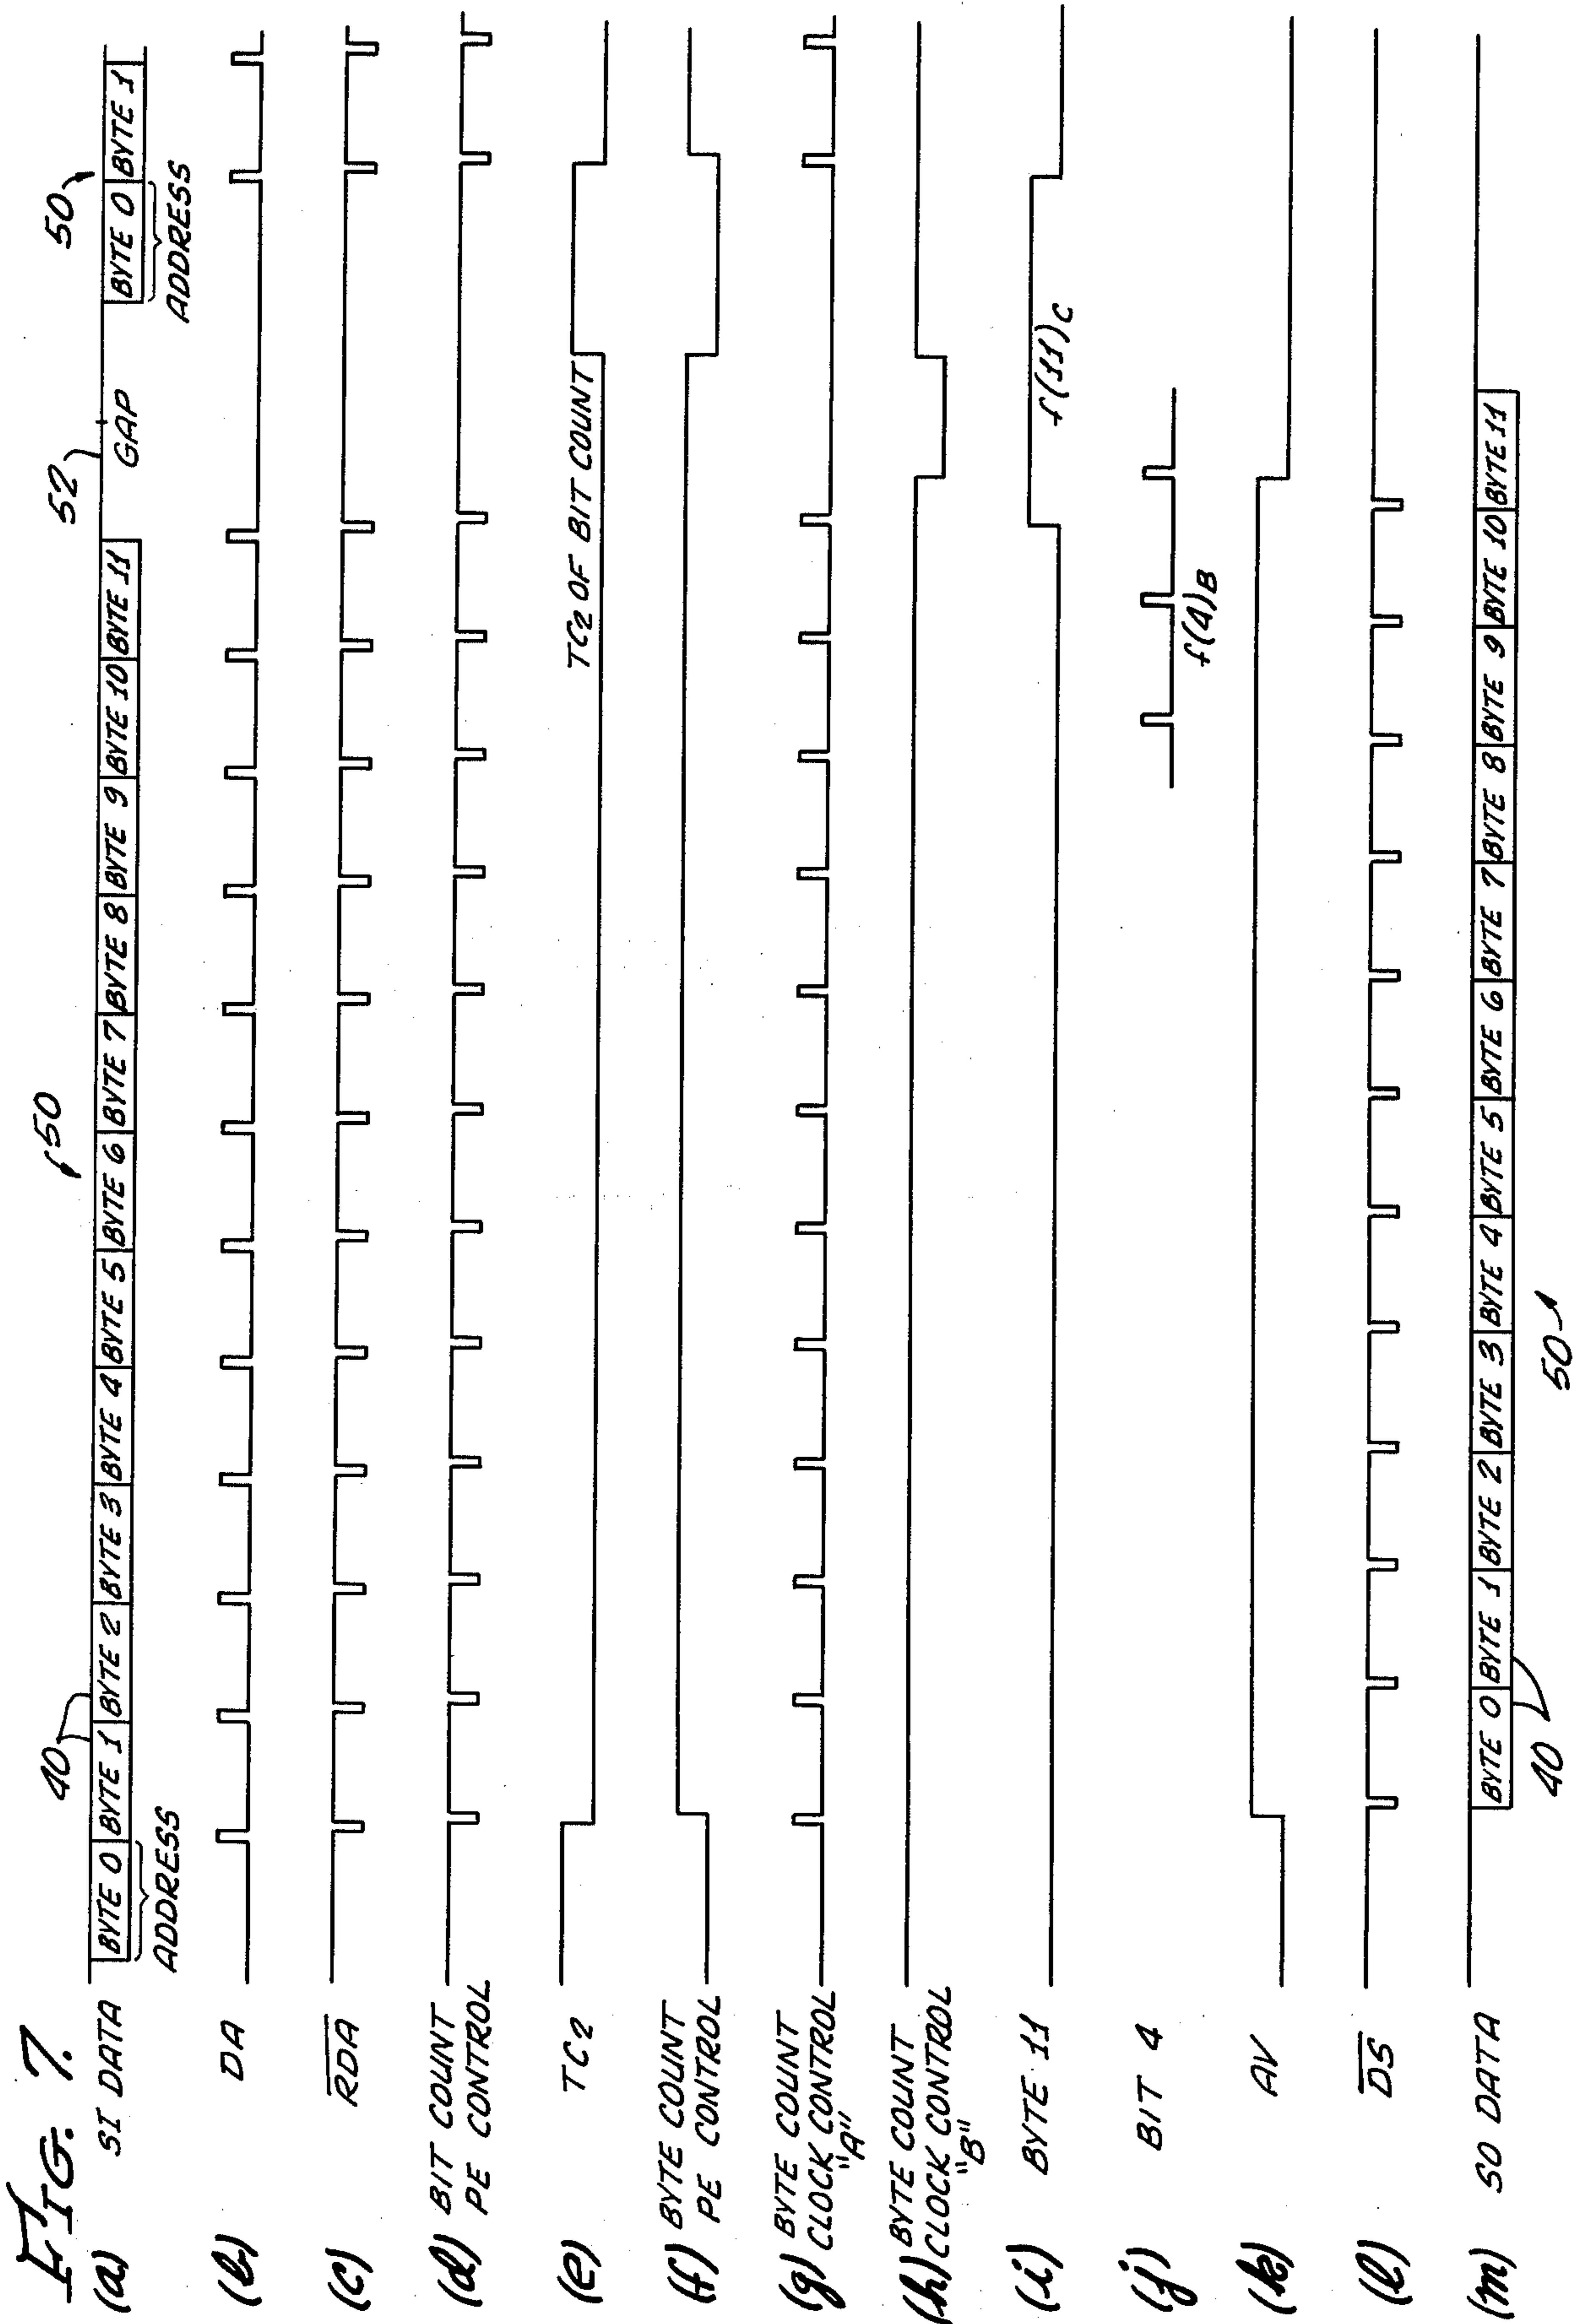 FIG. 7.
(a) SI DATA
BYTE 0 BYTE 1 BYTE 2 BYTE 3 BYTE 4 BYTE 5 BYTE 6 BYTE 7 BYTE 8 BYTE 9 BYTE 10 BYTE 11 GAP BYTE 0 BYTE 1
40 50 52 50
ADDRESS ADDRESS
(b) DA
(c) RDA
(d) BIT COUNT
PE CONTROL
(e) TC2
TC2 OF BIT COUNT
(f) BYTE COUNT
PE CONTROL
(g) BYTE COUNT
CLOCK CONTROL
"A"
(h) BYTE COUNT
CLOCK CONTROL
"B"
(i) BYTE 11
f(11)C
(j) BIT 4
f(4)B
(k) AV
(l) DS
(m) SO DATA
BYTE 0 BYTE 1 BYTE 2 BYTE 3 BYTE 4 BYTE 5 BYTE 6 BYTE 7 BYTE 8 BYTE 9 BYTE 10 BYTE 11
40 50